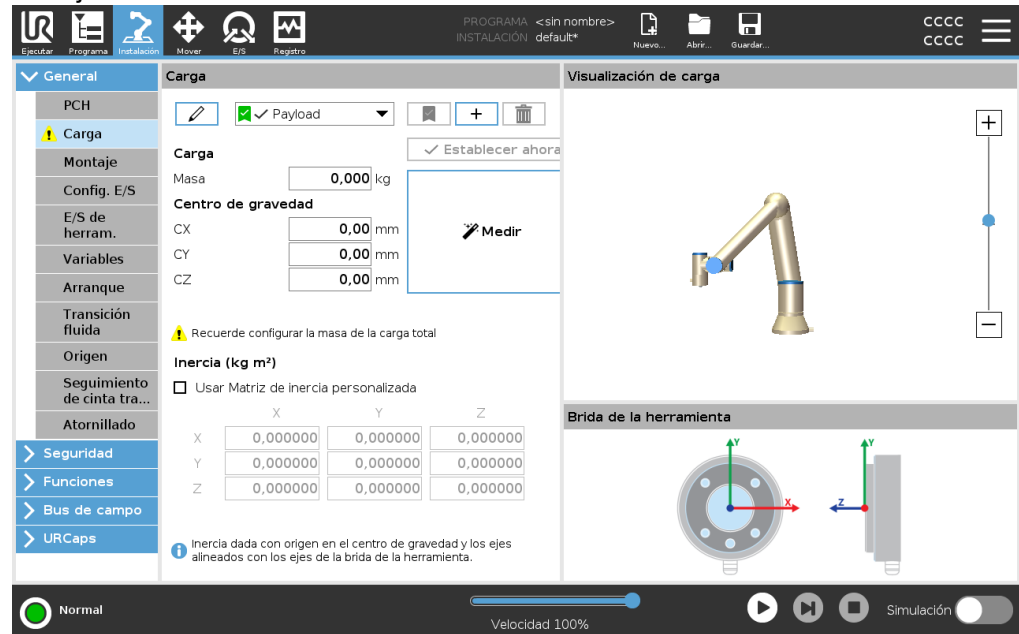 UR
PROGRAMA <sin nombre>
INSTALACIÓN default*
CCCC
CCCC
Ejecutar Programa Instalación Mover E/S Registro Nuevo... Abrir... Guardar...
General
PCH
Carga
Montaje
Config. E/S
E/S de
herram.
Variables
Arranque
Transición
fluida
Origen
Seguimiento
de cinta tra...
Atornillado
Seguridad
Funciones
Bus de campo
URCaps
Carga
Payload
Establecer ahora
Carga
Masa 0,000 kg
Centro de gravedad
CX 0,00 mm
CY 0,00 mm
CZ 0,00 mm
Medir
Recuerde configurar la masa de la carga total
Inercia (kg m²)
Usar Matriz de inercia personalizada
X Y Z
X 0,000000 0,000000 0,000000
Y 0,000000 0,000000 0,000000
Z 0,000000 0,000000 0,000000
Inercia dada con origen en el centro de gravedad y los ejes
alineados con los ejes de la brida de la herramienta.
Visualización de carga
Brida de la herramienta
Y Y
X Z
Normal
Velocidad 100%
Simulación